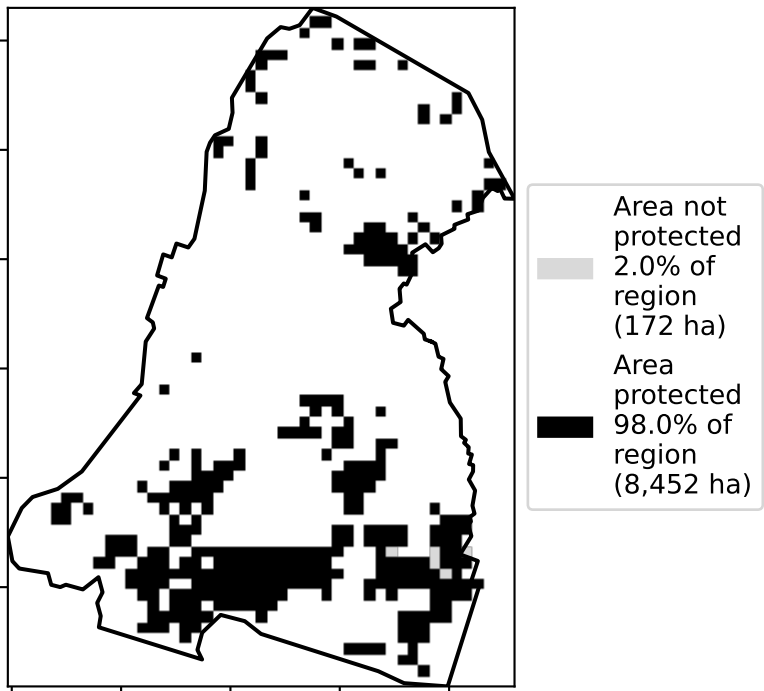 Area not
protected
2.0% of
region
(172 ha)
Area
protected
98.0% of
region
(8,452 ha)